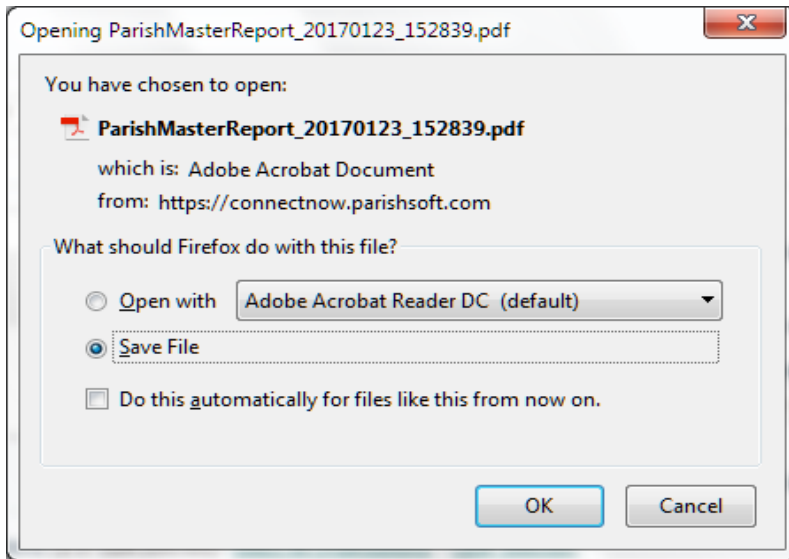 Opening ParishMasterReport_20170123_152839.pdf
You have chosen to open:
ParishMasterReport_20170123_152839.pdf
which is: Adobe Acrobat Document
from: https://connectnow.parishsoft.com
What should Firefox do with this file?
Open with Adobe Acrobat Reader DC (default)
Save File
Do this automatically for files like this from now on.
OK Cancel